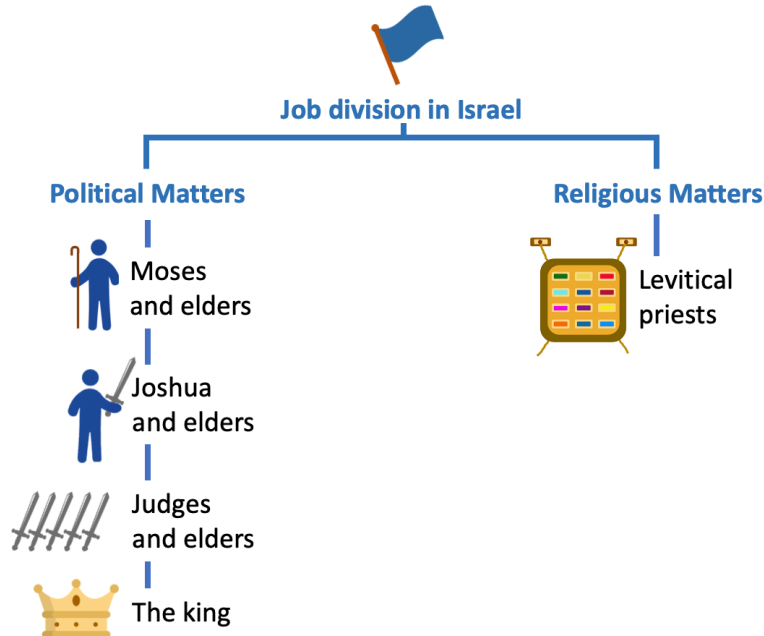 Job division in Israel
Political Matters
Religious Matters
Moses
and elders
Levitical
priests
Joshua
and elders
Judges
and elders
The king